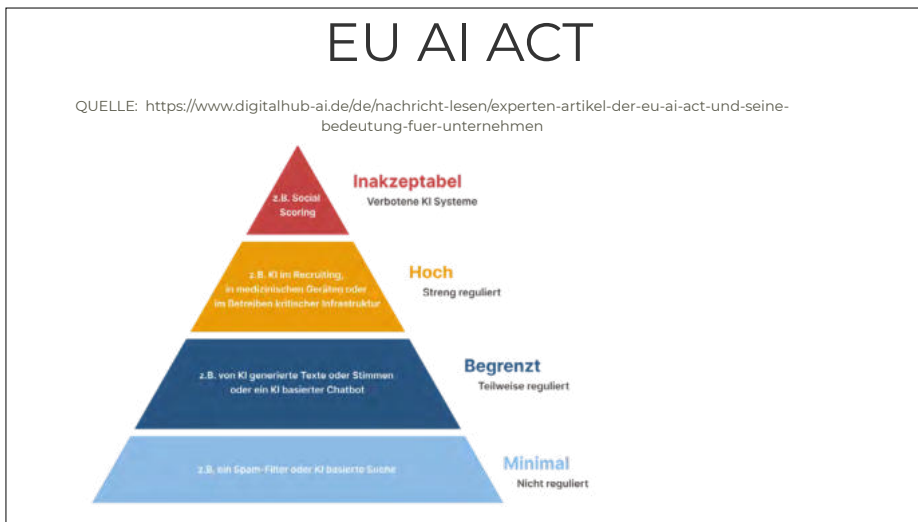 EU AI ACT
QUELLE: https://www.digitalhub-ai.de/de/nachricht-lesen/experten-artikel-der-eu-ai-act-und-seine-
bedeutung-fuer-unternehmen
z.B. Social
Scoring
Inakzeptabel
Verbotene KI Systeme
z.B. KI im Recruiting,
in medizinischen Geräten oder
im Betreiben kritischer Infrastruktur
Hoch
Streng reguliert
z.B. von KI generierte Texte oder Stimmen
oder ein KI basierter Chatbot
Begrenzt
Teilweise reguliert
z.B. ein Spam-Filter oder KI basierte Suche
Minimal
Nicht reguliert